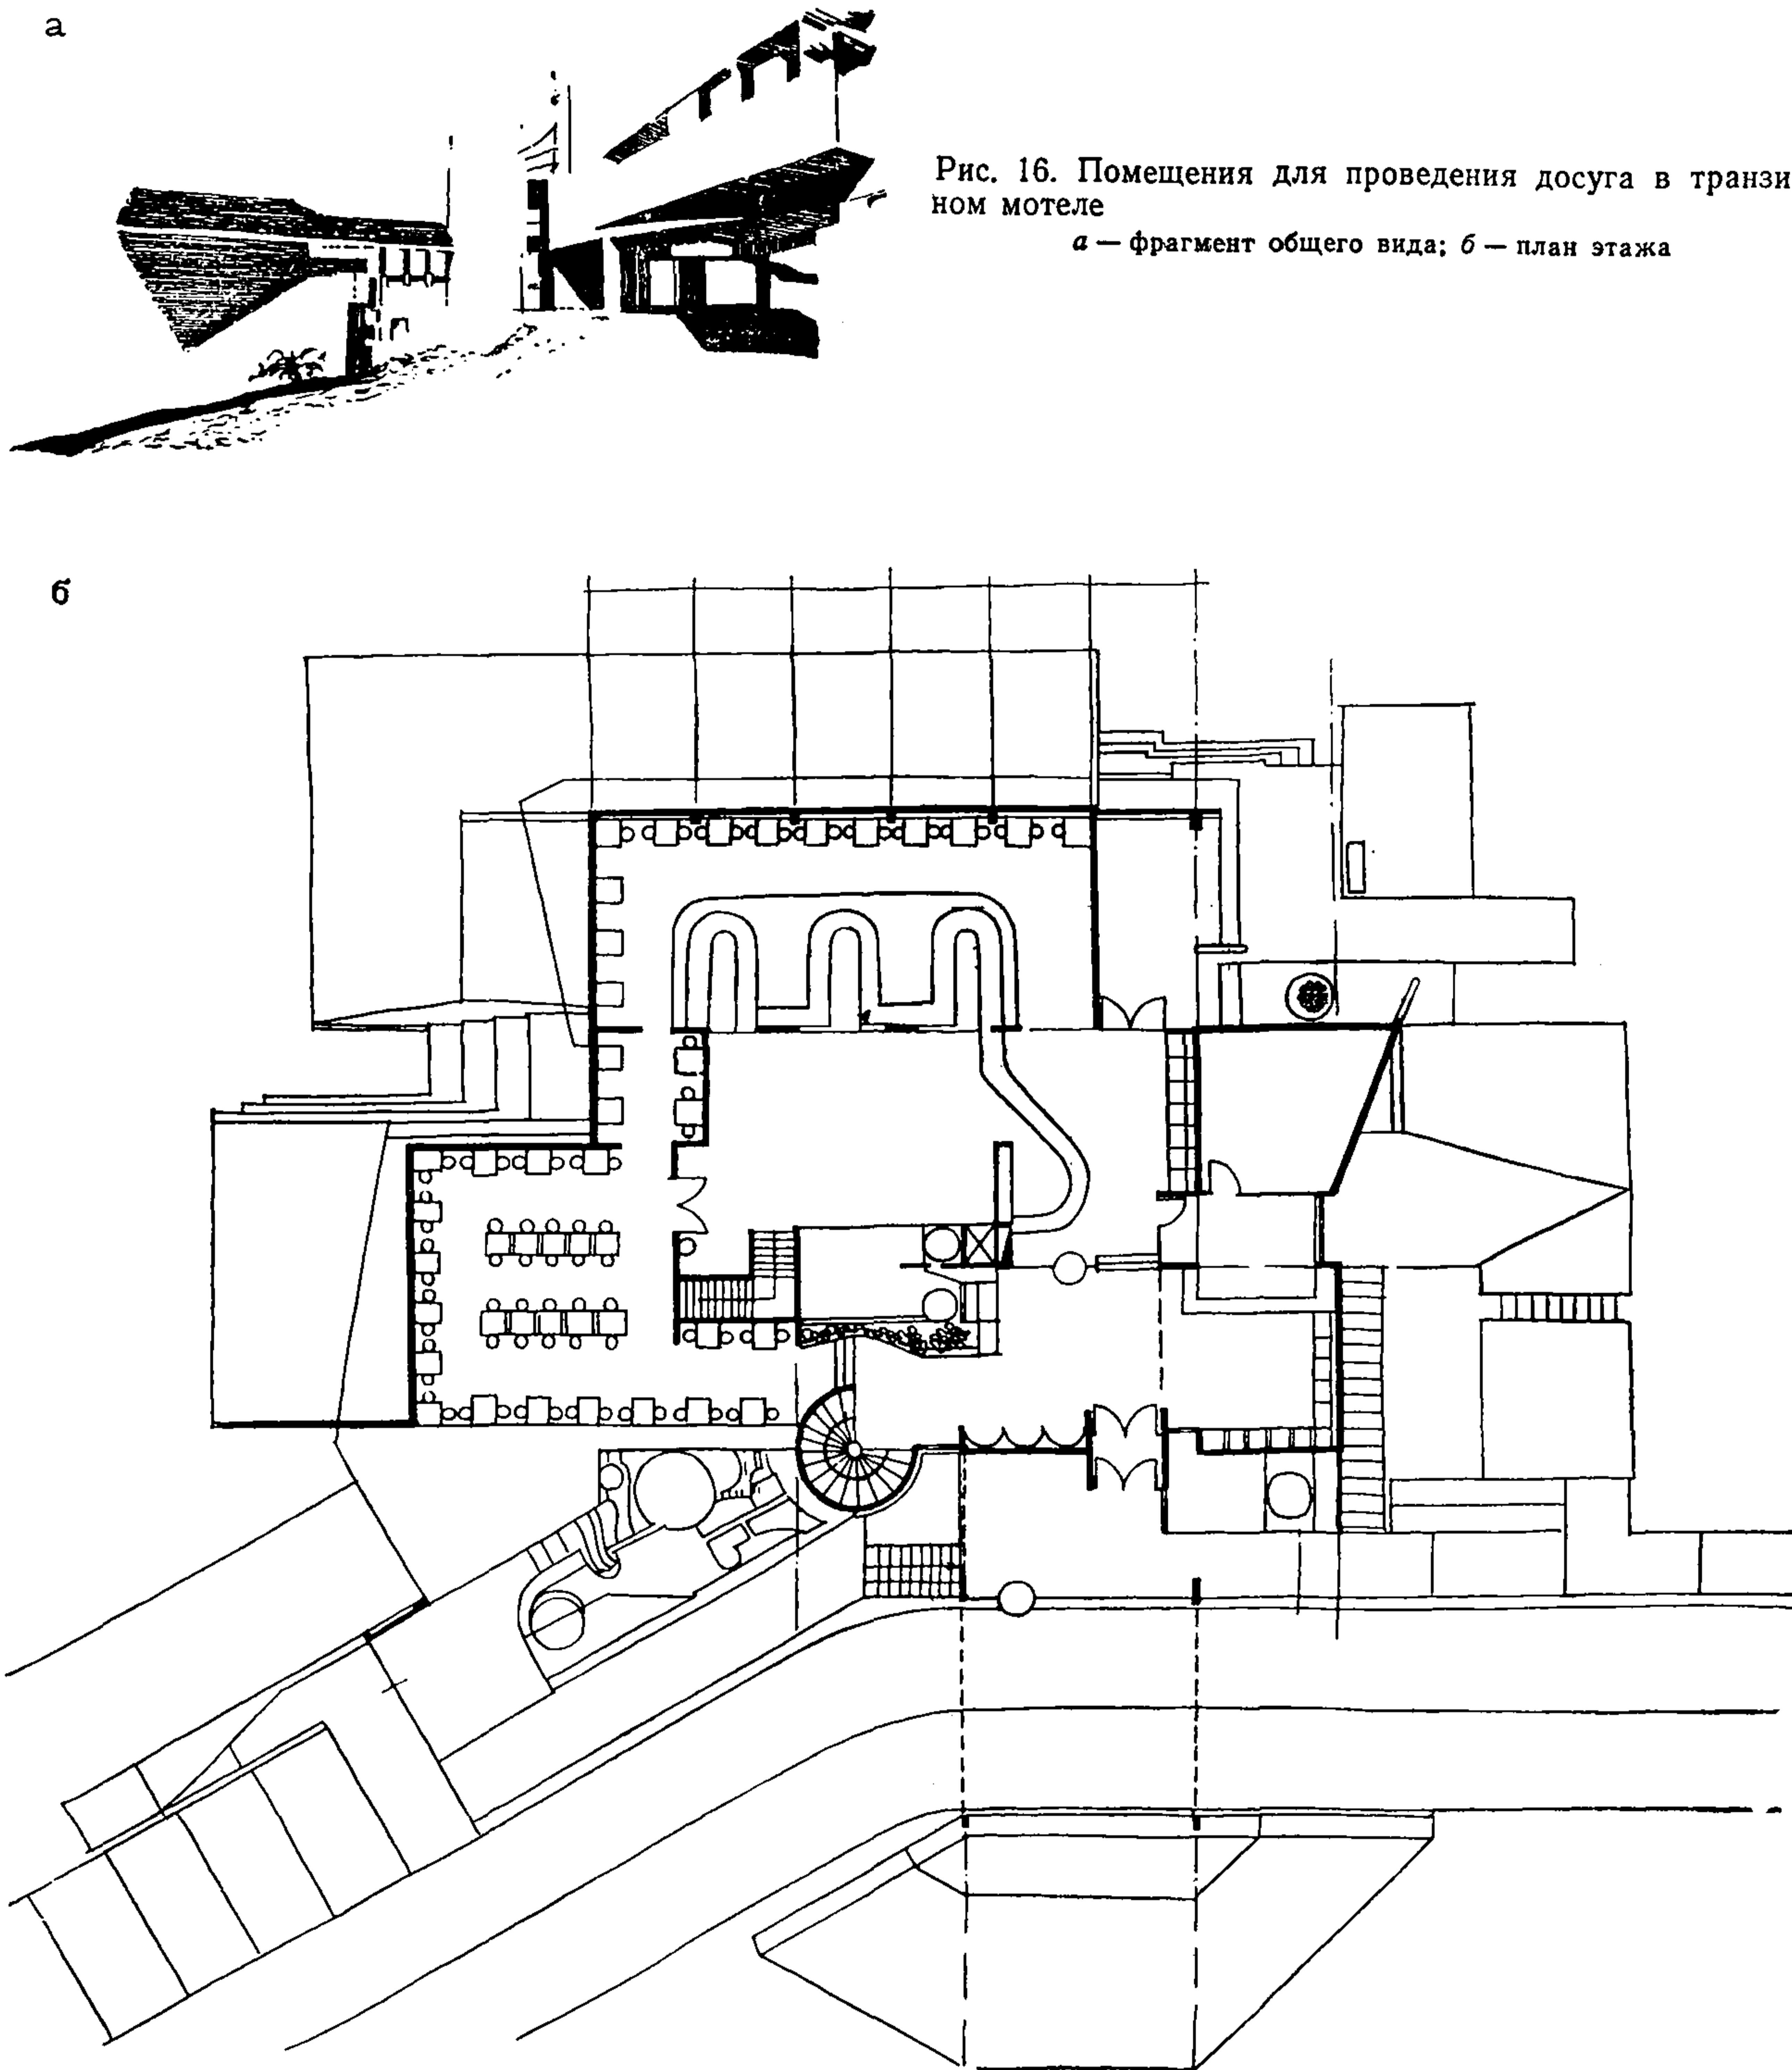 а
Рис. 16. Помещения для проведения досуга в транзи
ном мотеле
а — фрагмент общего вида; б — план этажа
б